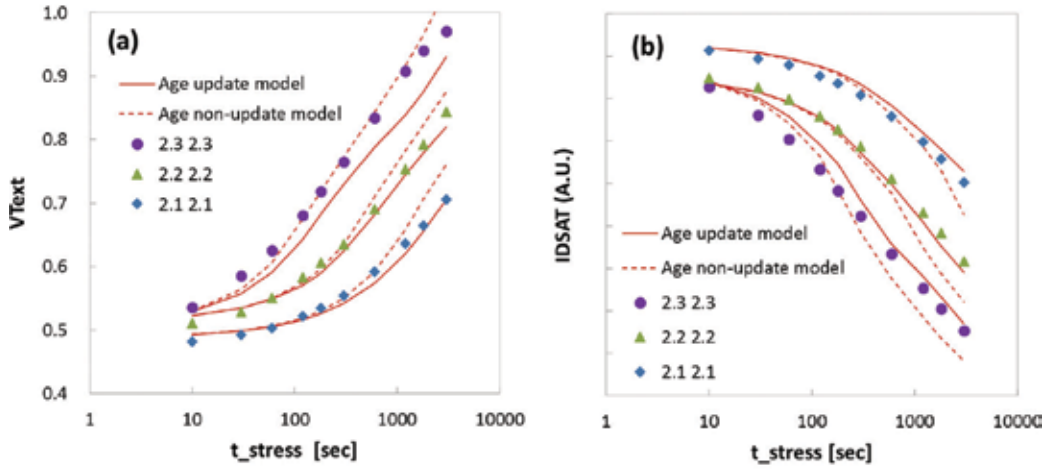 (a)
Age update model
Age non-update model
2.3 2.3
2.2 2.2
2.1 2.1
1.0
0.9
0.8
0.7
0.6
0.5
0.4
VText
1 10 100 1000 10000
t_stress [sec]
(b)
Age update model
Age non-update model
2.3 2.3
2.2 2.2
2.1 2.1
IDSAT (A.U.)
1 10 100 1000 10000
t_stress [sec]